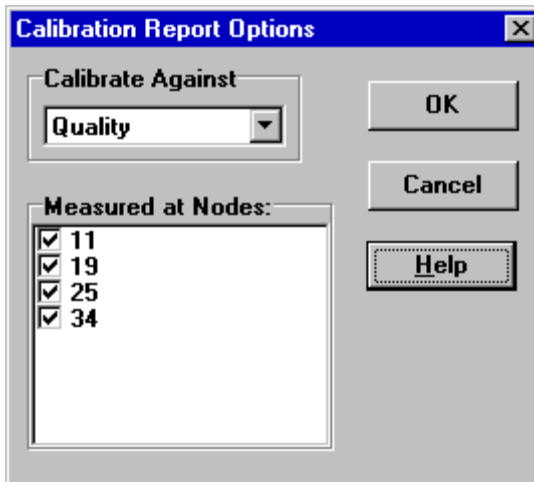 Calibration Report Options
Calibrate Against
Quality
OK
Cancel
Measured at Nodes:
11
19
25
34
Help